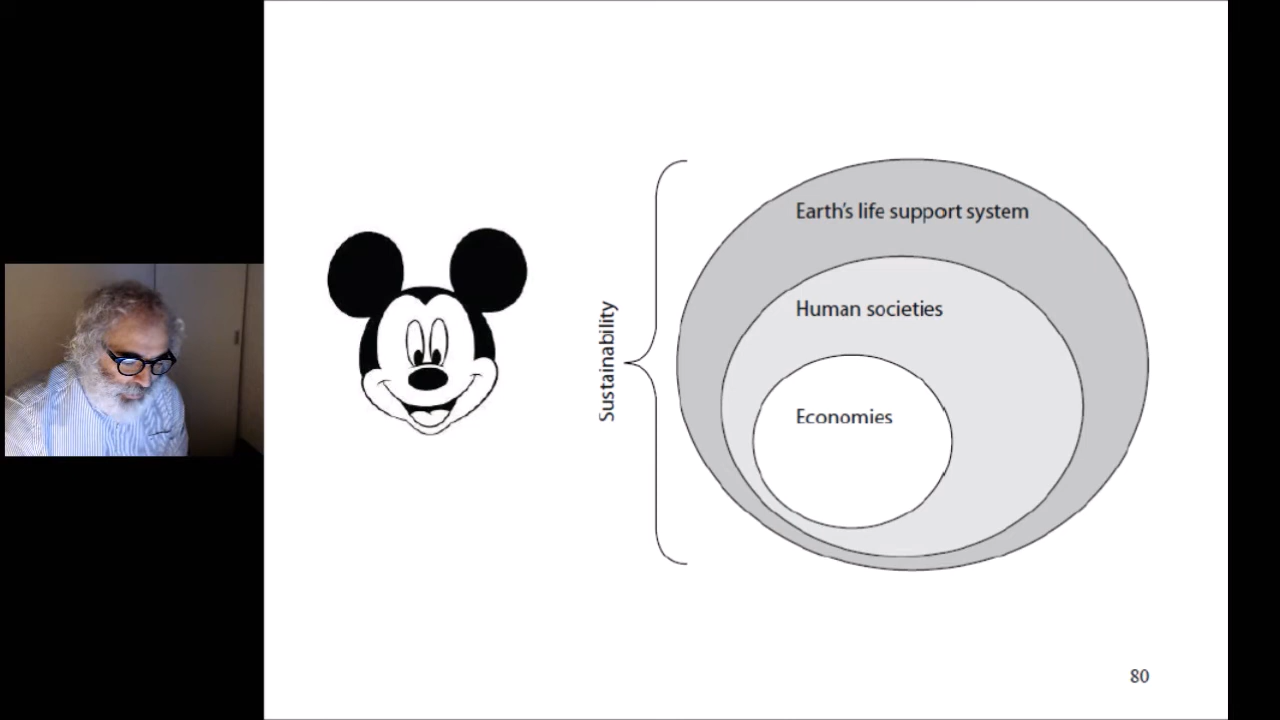 Earth's life support system
Human societies
Sustainability
Economies
80